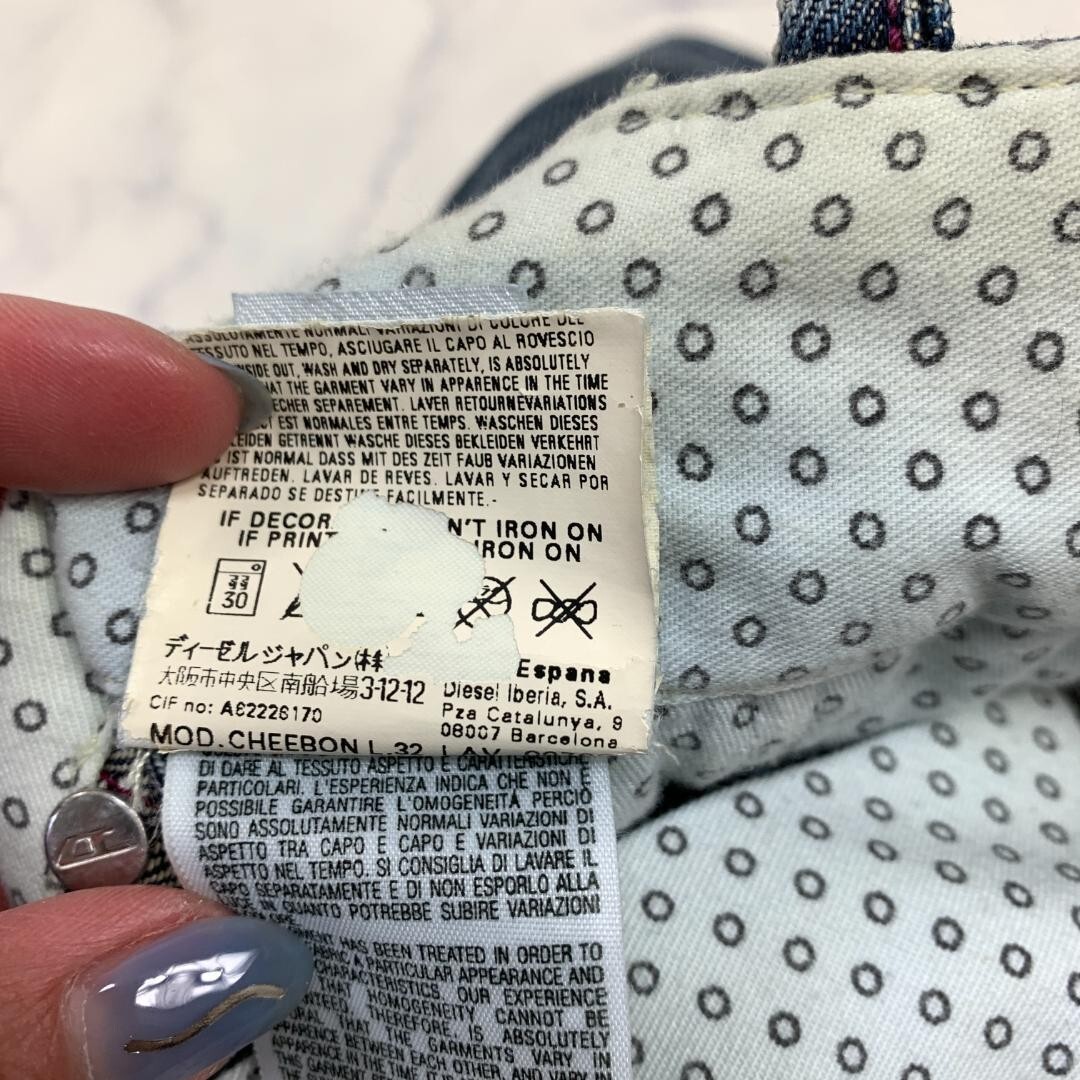 ASSOLUTAMENTE NORMALI VARIAZIONI DI COLORE DEL
TESSUTO NEL TEMPO, ASCIUGARE IL CAPO AL ROVESCIO
INSIDE OUT, WASH AND DRY SEPARATELY, IS ABSOLUTELY
THAT THE GARMENT VARY IN APPARENCE IN THE TIME
SECHER SEPAREMENT. LAVER RETOURNEVARIATIONS
EST NORMALES ENTRE TEMPS. WASCHEN DIESES
KLEIDEN GETRENNT WASCHE DIESES BEKLEIDEN VERKEHRT
IST NORMAL DASS MIT DES ZEIT FAUB VARIAZIONEN
AUFTREDEN. LAVAR DE REVES. LAVAR Y SECAR POR
SEPARADO SE FACILMENTE.-
IF DECOR N'T IRON ON
IF PRINT IRON ON
30
ディーゼルジャパン(株
大阪市中央区南船場3-12-12
CIF no: A62226170
Espana
Diesel Iberia, S.A.
Pza Catalunya, 9
08007 Barcelona
MOD.CHEEBON L.32 LAV.
DI DARE AL TESSUTO ASPETTO E CARATTERISTICHE
PARTICOLARI. L'ESPERIENZA INDICA CHE NON È
POSSIBILE GARANTIRE L'OMOGENEITÀ PERCIÒ
SONO ASSOLUTAMENTE NORMALI VARIAZIONI DI
ASPETTO TRA CAPO E CAPO E VARIAZIONI DI
ASPETTO NEL TEMPO. SI CONSIGLIA DI LAVARE IL
CAPO SEPARATAMENTE E DI NON ESPORLO ALLA
LUCE IN QUANTO POTREBBE SUBIRE VARIAZIONI
GARMENT HAS BEEN TREATED IN ORDER TO
FABRIC A PARTICULAR APPEARANCE AND
CHARACTERISTICS. OUR EXPERIENCE
THAT HOMOGENEITY CANNOT BE
THEREFORE, IS ABSOLUTELY
THAT THE GARMENTS VARY IN
APPARENCE BETWEEN EACH OTHER, AND VARY IN